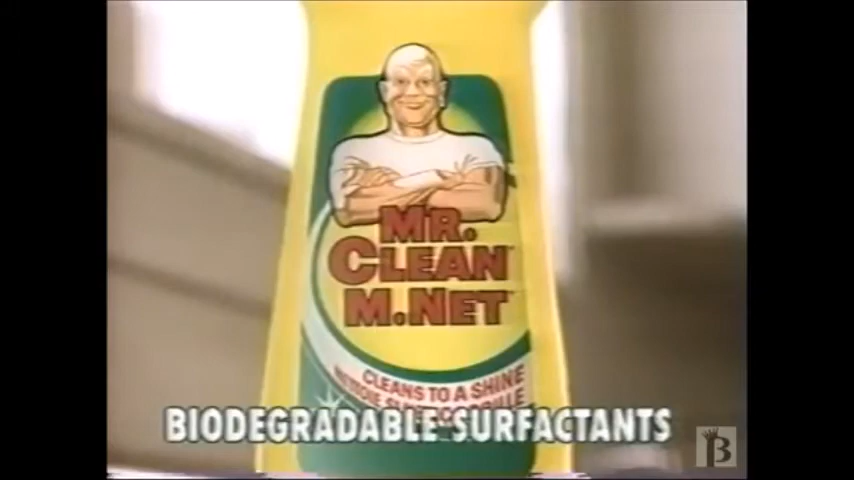 MR.
CLEAN
M.NET
CLEANS TO A SHINE
BIODEGRADABLE SURFACTANTS
B